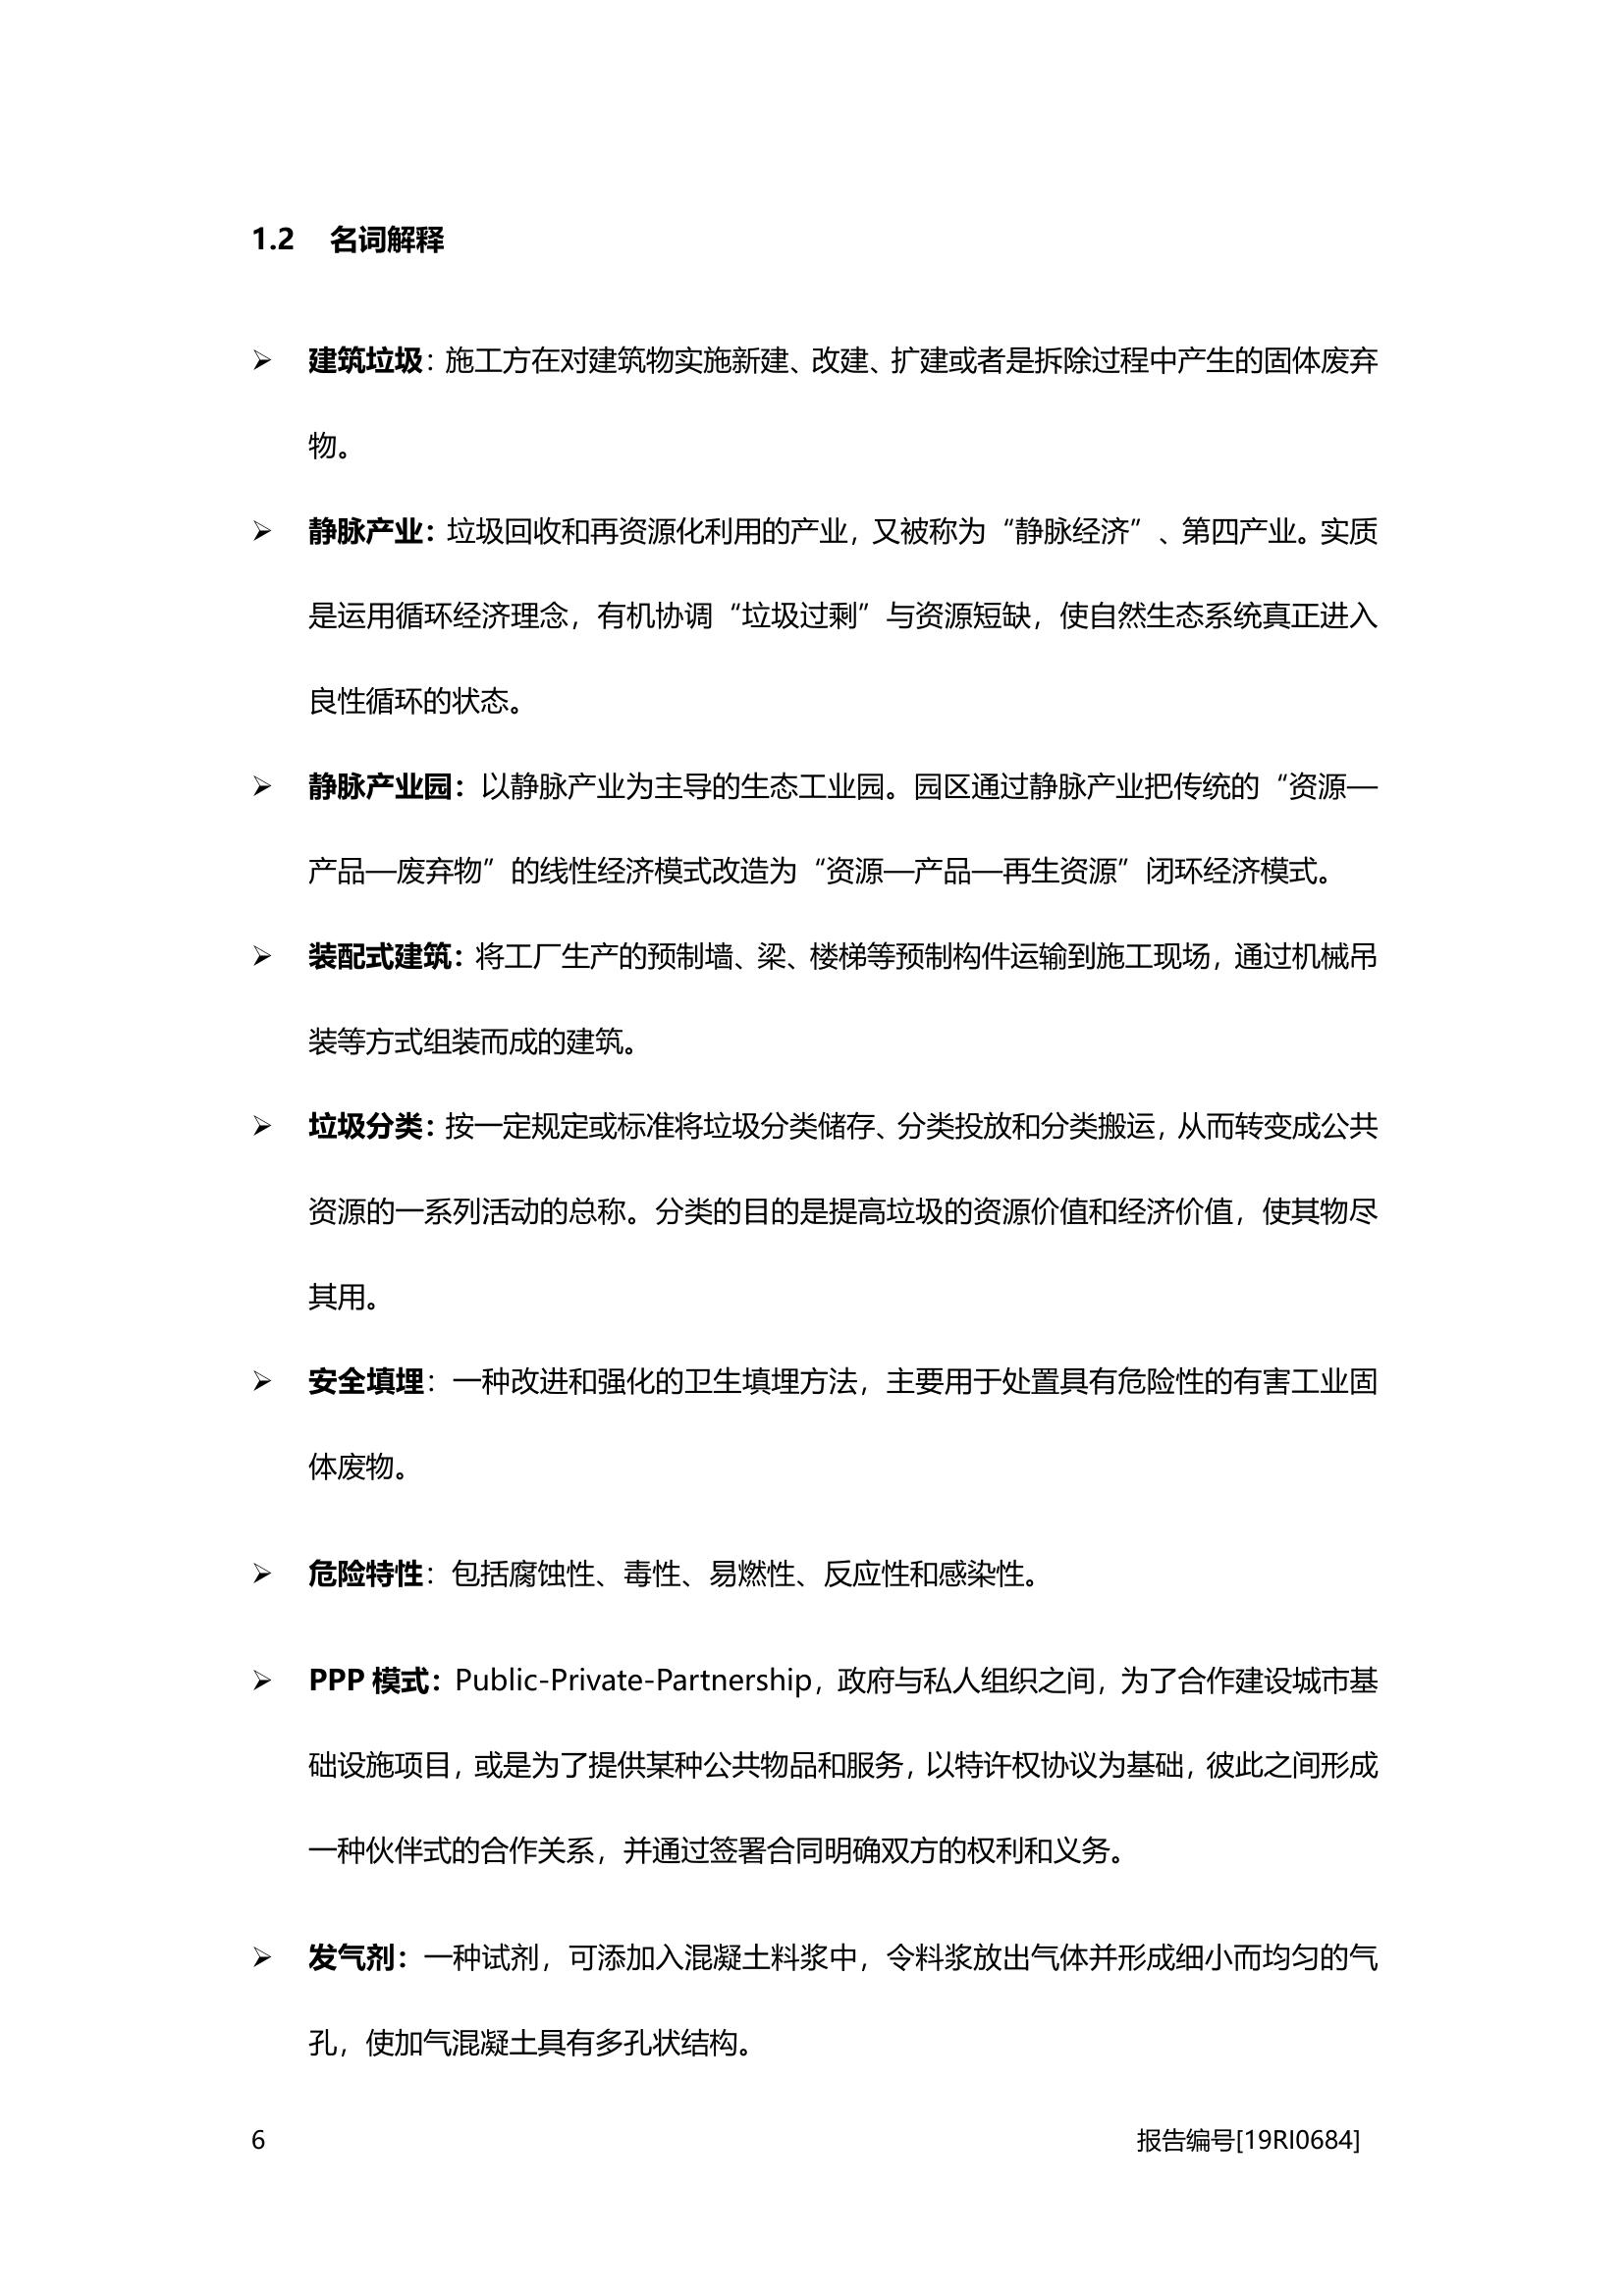 1.2 名词解释
➢ 建筑垃圾：施工方在对建筑物实施新建、改建、扩建或者是拆除过程中产生的固体废弃
物。
➢ 静脉产业：垃圾回收和再资源化利用的产业，又被称为“静脉经济”、第四产业。实质
是运用循环经济理念，有机协调“垃圾过剩”与资源短缺，使自然生态系统真正进入
良性循环的状态。
➢ 静脉产业园：以静脉产业为主导的生态工业园。园区通过静脉产业把传统的“资源—
产品—废弃物”的线性经济模式改造为“资源—产品—再生资源”闭环经济模式。
➢ 装配式建筑：将工厂生产的预制墙、梁、楼梯等预制构件运输到施工现场，通过机械吊
装等方式组装而成的建筑。
➢ 垃圾分类：按一定规定或标准将垃圾分类储存、分类投放和分类搬运，从而转变成公共
资源的一系列活动的总称。分类的目的是提高垃圾的资源价值和经济价值，使其物尽
其用。
➢ 安全填埋：一种改进和强化的卫生填埋方法，主要用于处置具有危险性的有害工业固
体废物。
➢ 危险特性：包括腐蚀性、毒性、易燃性、反应性和感染性。
➢ PPP 模式：Public-Private-Partnership，政府与私人组织之间，为了合作建设城市基
础设施项目，或是为了提供某种公共物品和服务，以特许权协议为基础，彼此之间形成
一种伙伴式的合作关系，并通过签署合同明确双方的权利和义务。
➢ 发气剂：一种试剂，可添加入混凝土料浆中，令料浆放出气体并形成细小而均匀的气
孔，使加气混凝土具有多孔状结构。
6 报告编号[19RI0684]